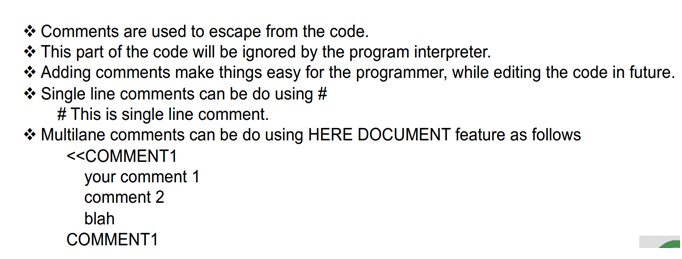 ❖ Comments are used to escape from the code.
❖ This part of the code will be ignored by the program interpreter.
❖ Adding comments make things easy for the programmer, while editing the code in future.
❖ Single line comments can be do using #
# This is single line comment.
❖ Multilane comments can be do using HERE DOCUMENT feature as follows
<<COMMENT1
your comment 1
comment 2
blah
COMMENT1